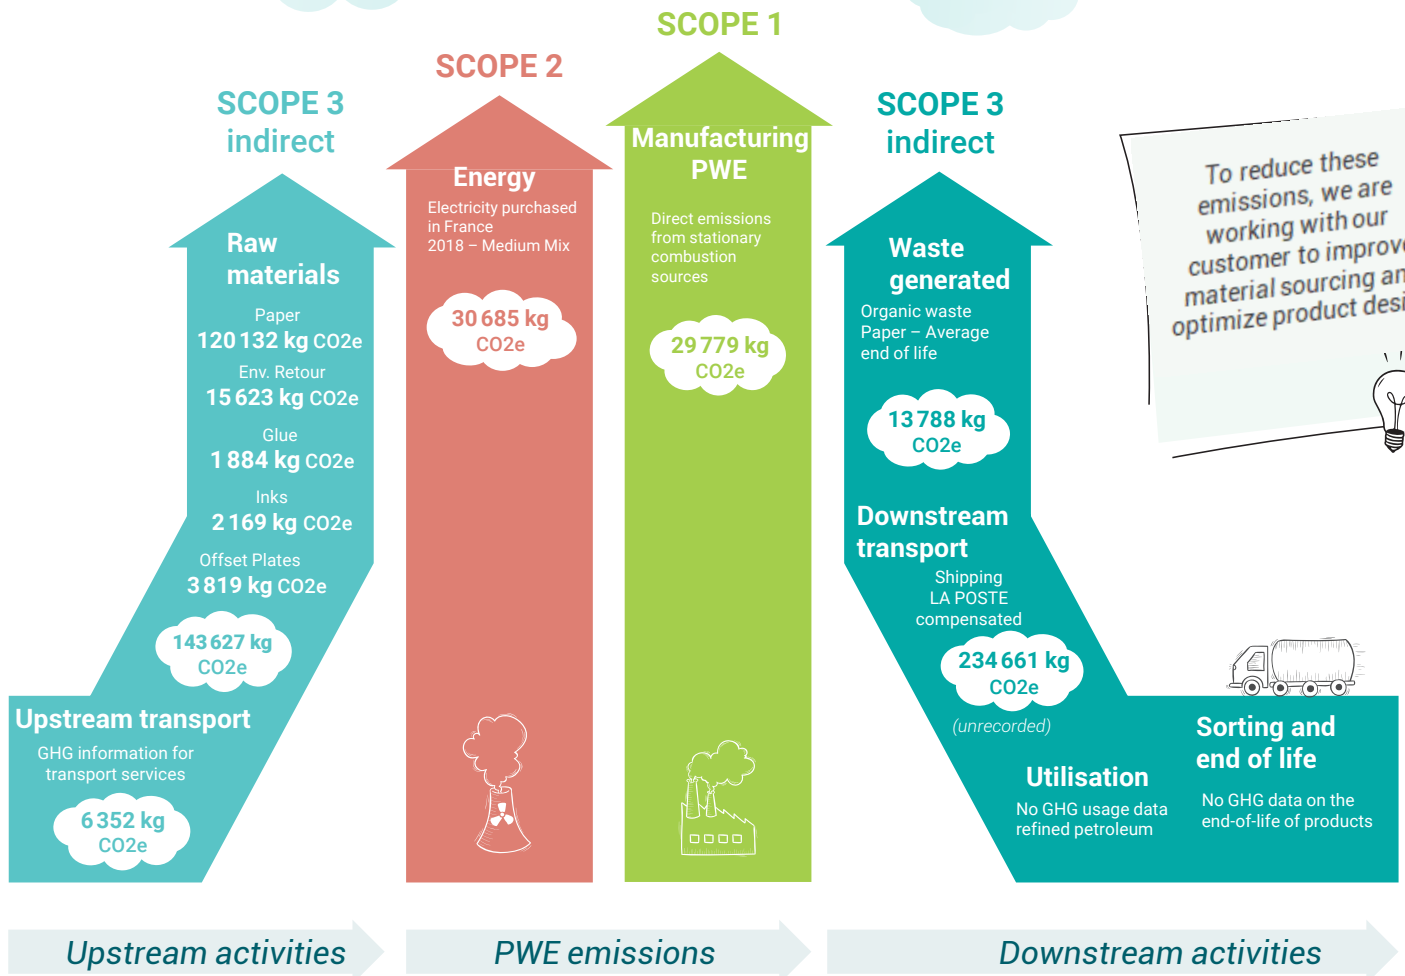 SCOPE 3
indirect
Raw
materials
Paper
120 132 kg CO2e
Env. Retour
15 623 kg CO2e
Glue
1 884 kg CO2e
Inks
2 169 kg CO2e
Offset Plates
3 819 kg CO2e
143 627 kg
CO2e
Upstream transport
GHG information for
transport services
6 352 kg
CO2e
SCOPE 2
Energy
Electricity purchased
in France
2018 – Medium Mix
30 685 kg
CO2e
SCOPE 1
Manufacturing
PWE
Direct emissions
from stationary
combustion
sources
29 779 kg
CO2e
SCOPE 3
indirect
Waste
generated
Organic waste
Paper – Average
end of life
13 788 kg
CO2e
Downstream
transport
Shipping
LA POSTE
compensated
234 661 kg
CO2e
(unrecorded)
Utilisation
No GHG usage data
refined petroleum
Sorting and
end of life
No GHG data on the
end-of-life of products
To reduce these
emissions, we are
working with our
customer to improv
material sourcing an
optimize product desi
Upstream activities
PWE emissions
Downstream activities